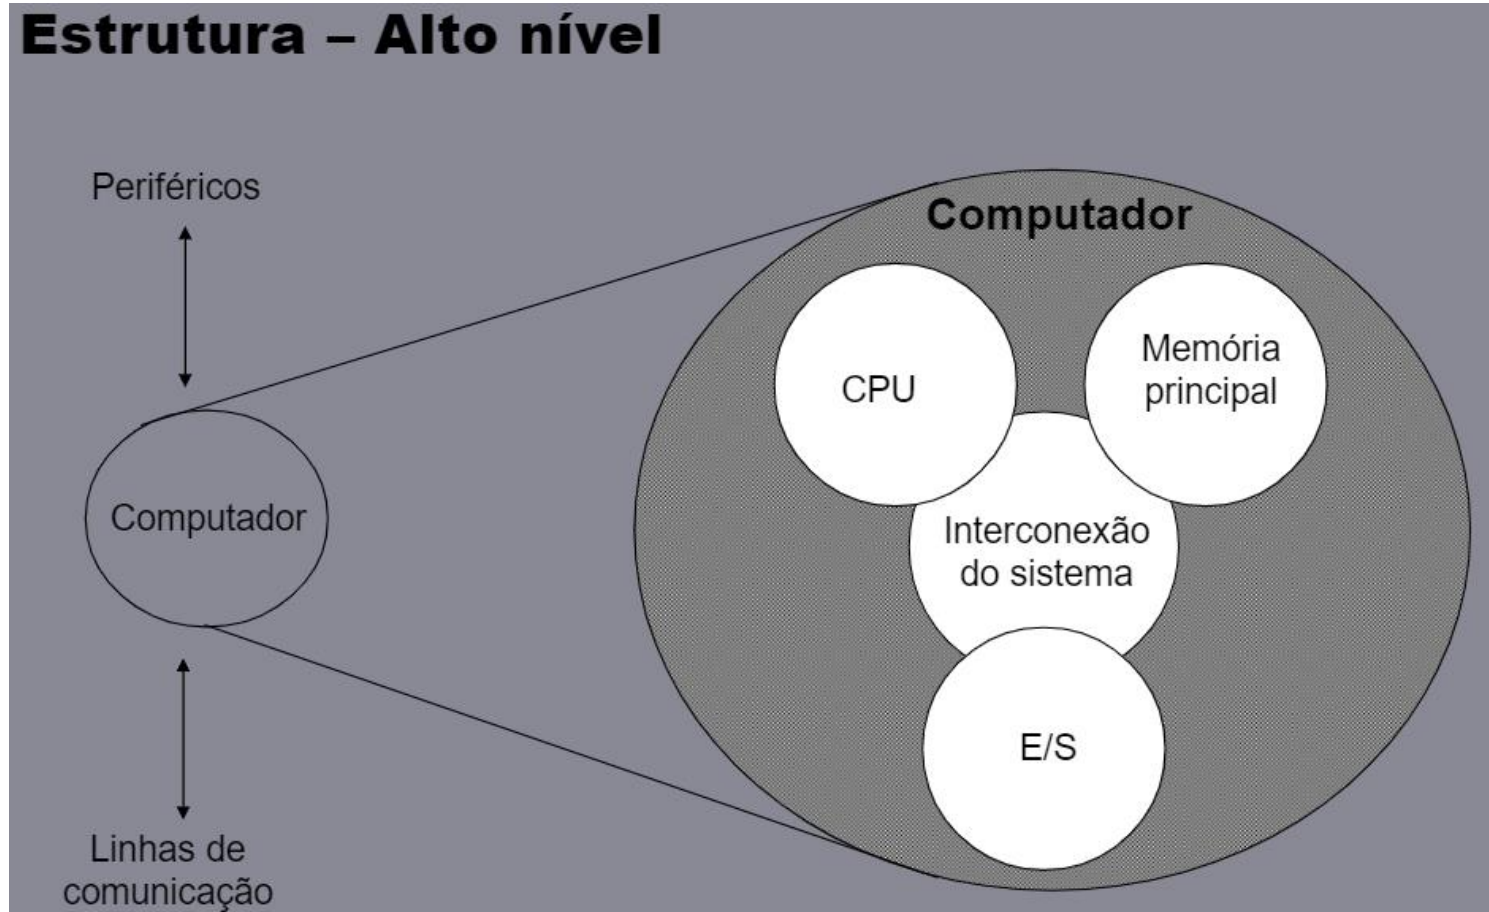 Estrutura – Alto nível
Periféricos
Computador
Linhas de
comunicação
Computador
CPU
Memória
principal
Interconexão
do sistema
E/S